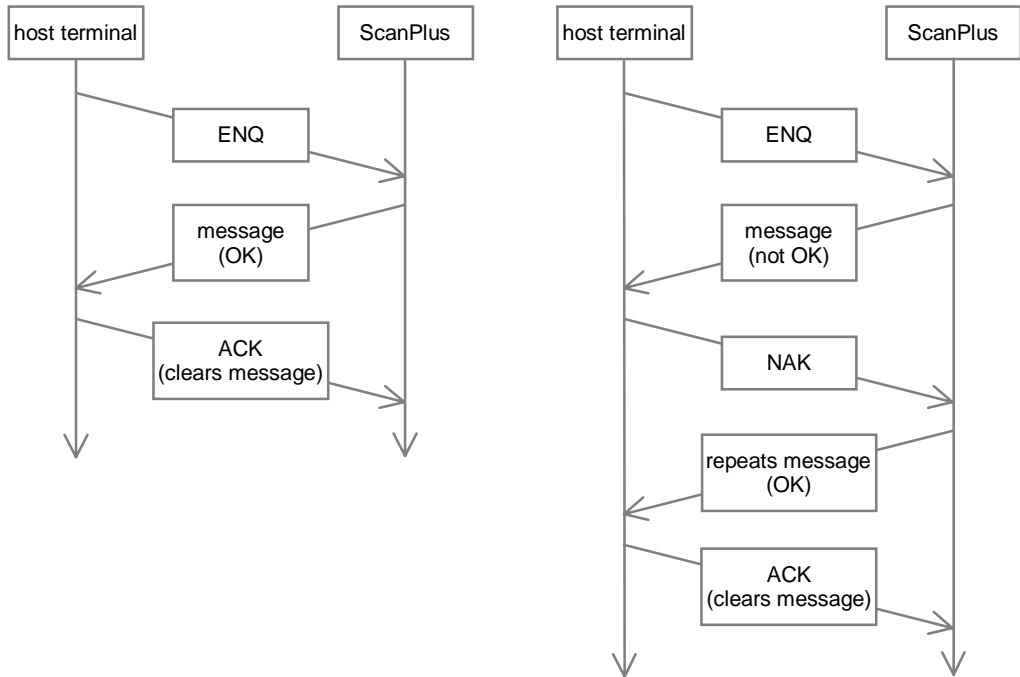 host terminal
ScanPlus
ENQ
message
(OK)
ACK
(clears message)
host terminal
ScanPlus
ENQ
message
(not OK)
NAK
repeats message
(OK)
ACK
(clears message)